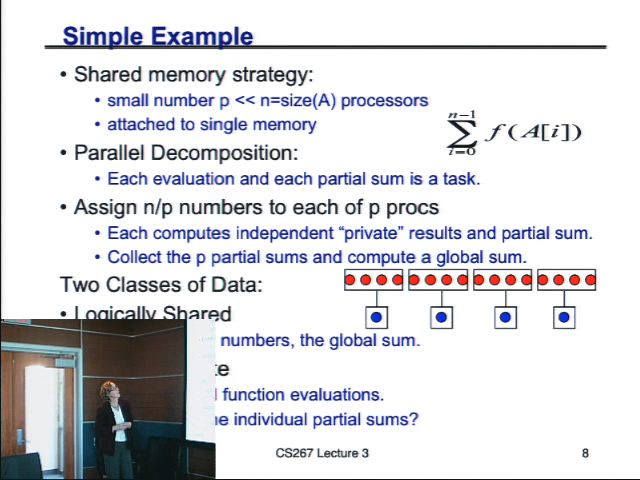 Simple Example
• Shared memory strategy:
• small number p << n=size(A) processors
• attached to single memory
n−1
∑ f(A[i])
i=0
• Parallel Decomposition:
• Each evaluation and each partial sum is a task.
• Assign n/p numbers to each of p procs
• Each computes independent “private” results and partial sum.
• Collect the p partial sums and compute a global sum.
Two Classes of Data:
• Logically Shared
numbers, the global sum.
function evaluations.
individual partial sums?
CS267 Lecture 3
8